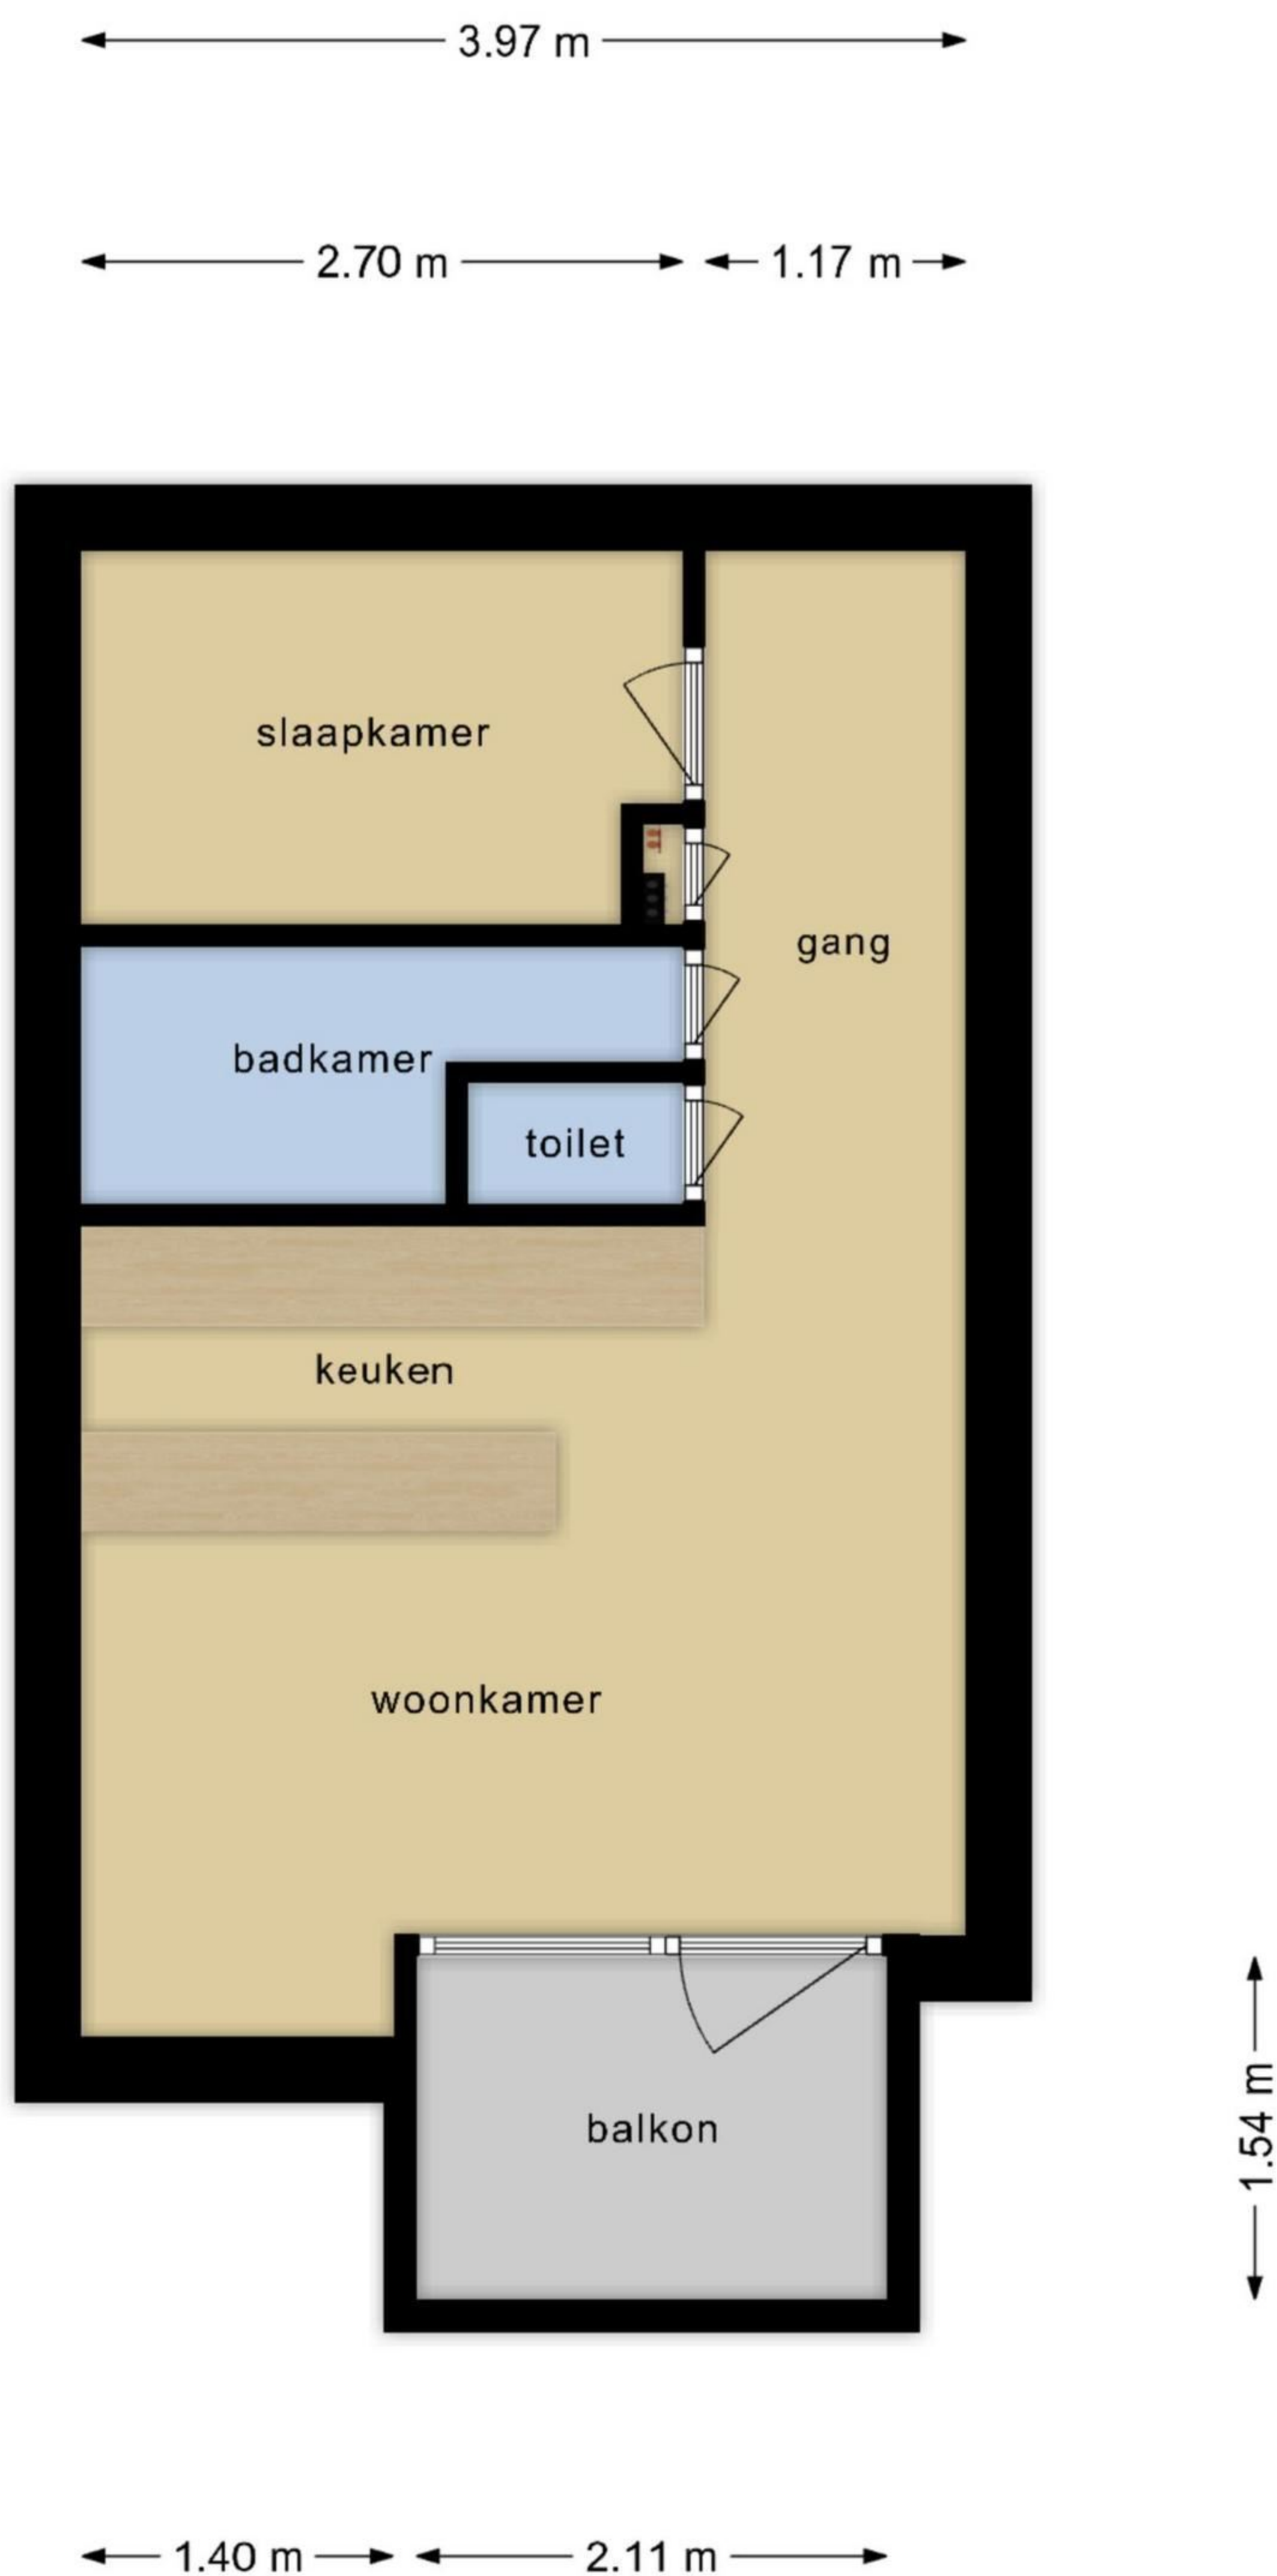 3.97 m
2.70 m
1.17 m
slaapkamer
gang
badkamer
toilet
keuken
woonkamer
balkon
1.54 m
1.40 m
2.11 m